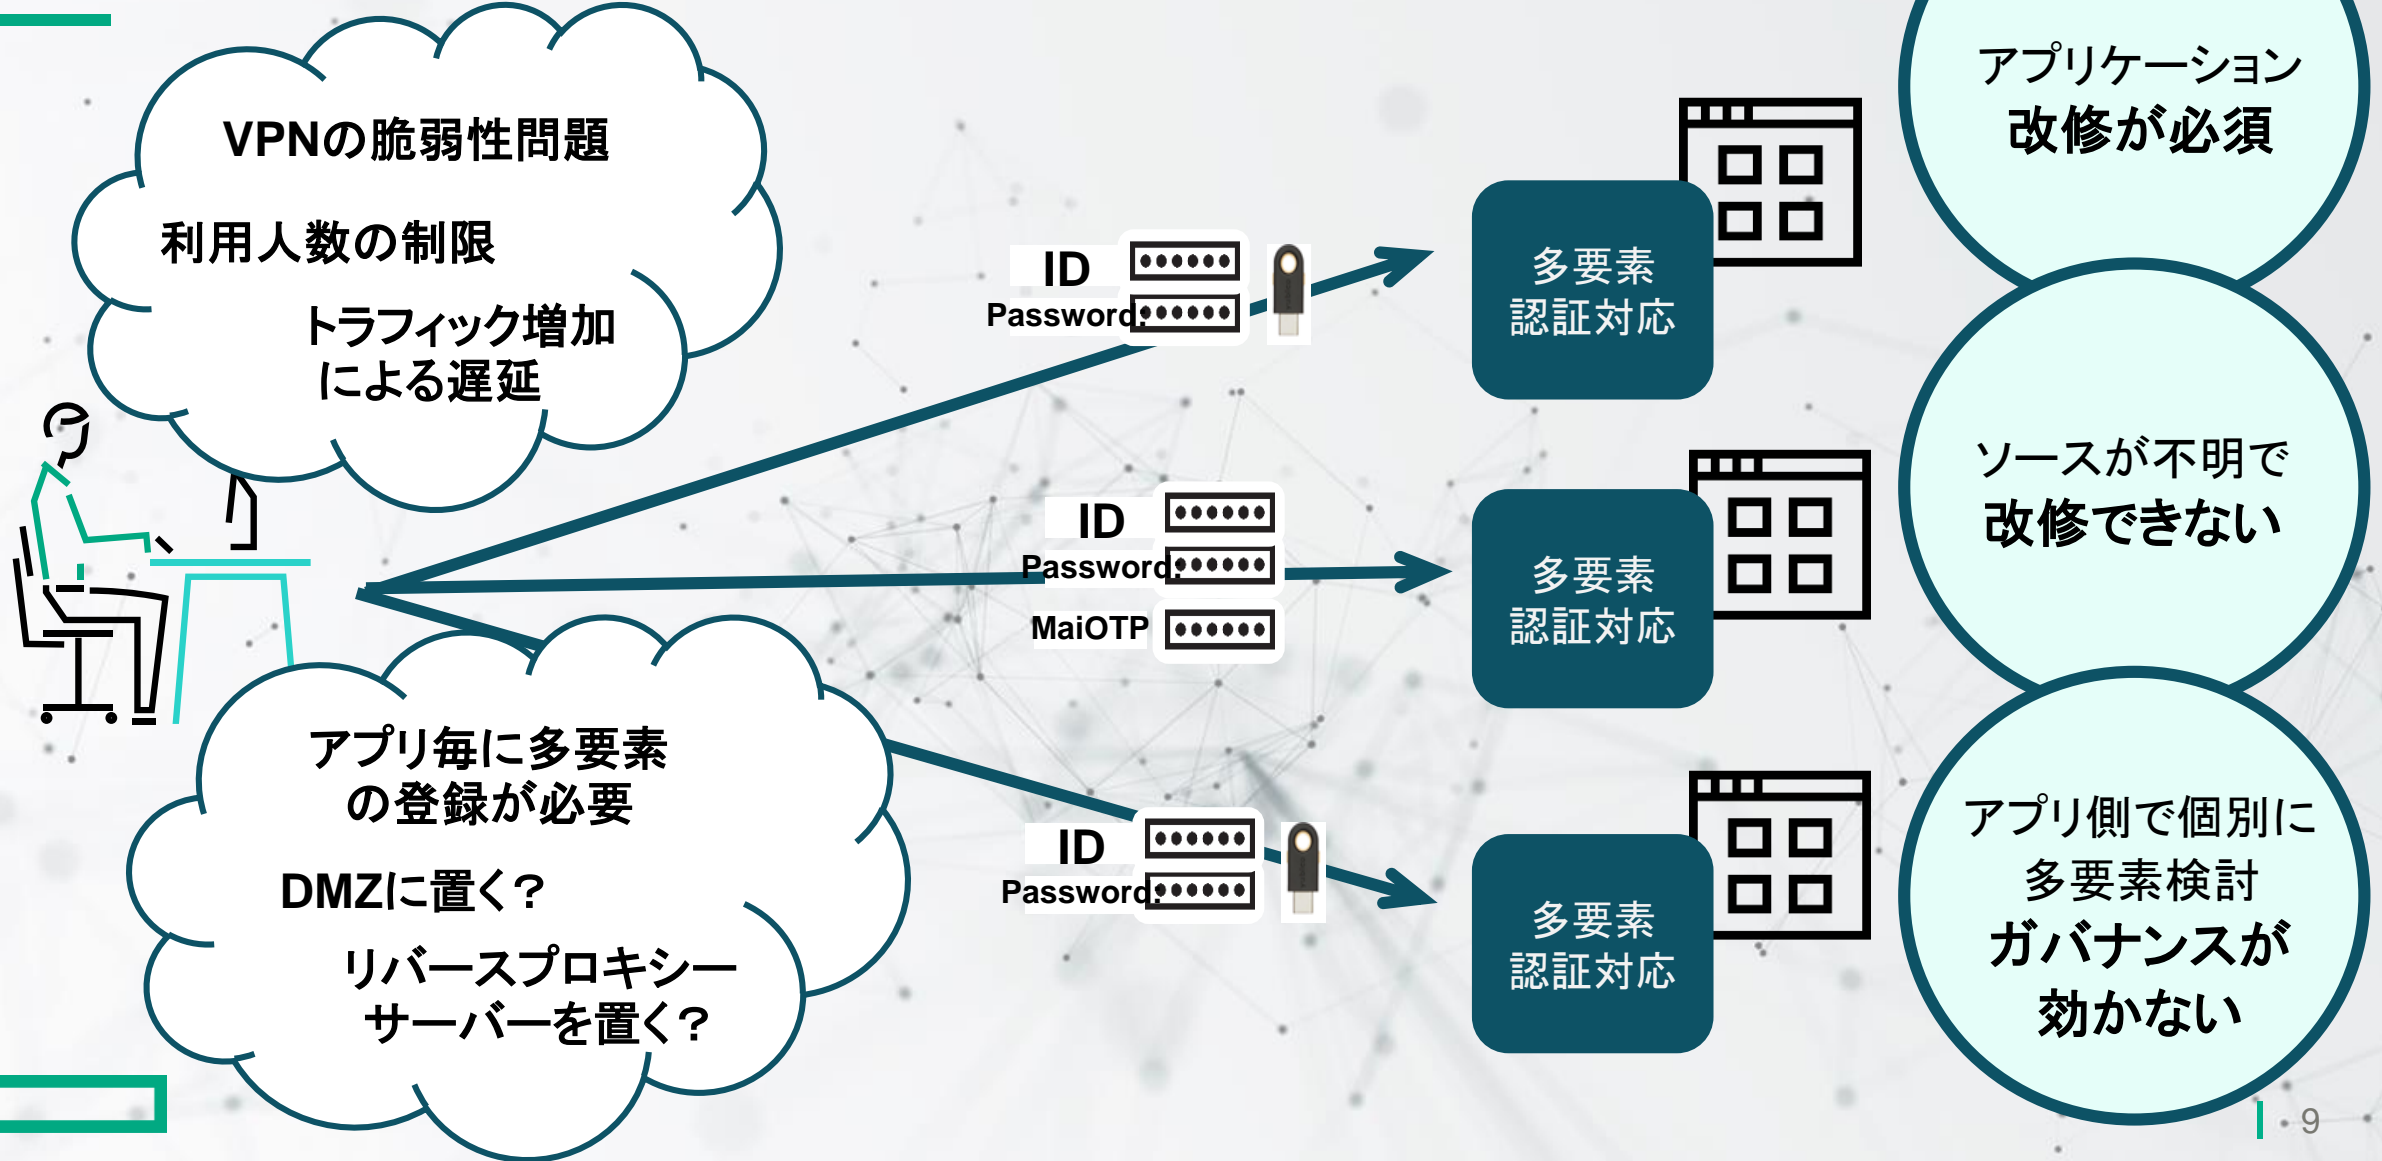 VPNの脆弱性問題
利用人数の制限
トラフィック増加
による遅延
アプリ毎に多要素
の登録が必要
DMZに置く？
リバースプロキシー
サーバーを置く？
ID
Password:
多要素
認証対応
ID
Password:
MaiOTP
多要素
認証対応
ID
Password:
多要素
認証対応
アプリケーション
改修が必須
ソースが不明で
改修できない
アプリ側で個別に
多要素検討
ガバナンスが
効かない
9